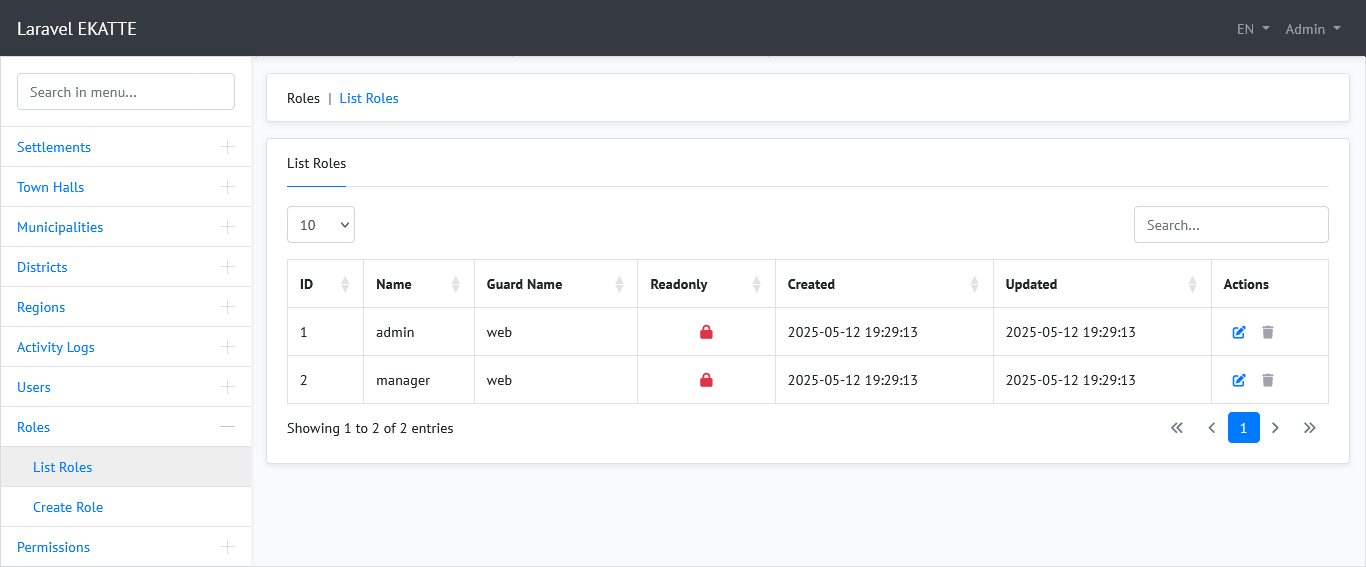 Laravel EKATTE
EN
Admin
Search in menu...
Settlements
Town Halls
Municipalities
Districts
Regions
Activity Logs
Users
Roles
List Roles
Create Role
Permissions
Roles | List Roles
List Roles
10
Search...
ID Name Guard Name Readonly Created Updated Actions
1 admin web 2025-05-12 19:29:13 2025-05-12 19:29:13
2 manager web 2025-05-12 19:29:13 2025-05-12 19:29:13
Showing 1 to 2 of 2 entries
1